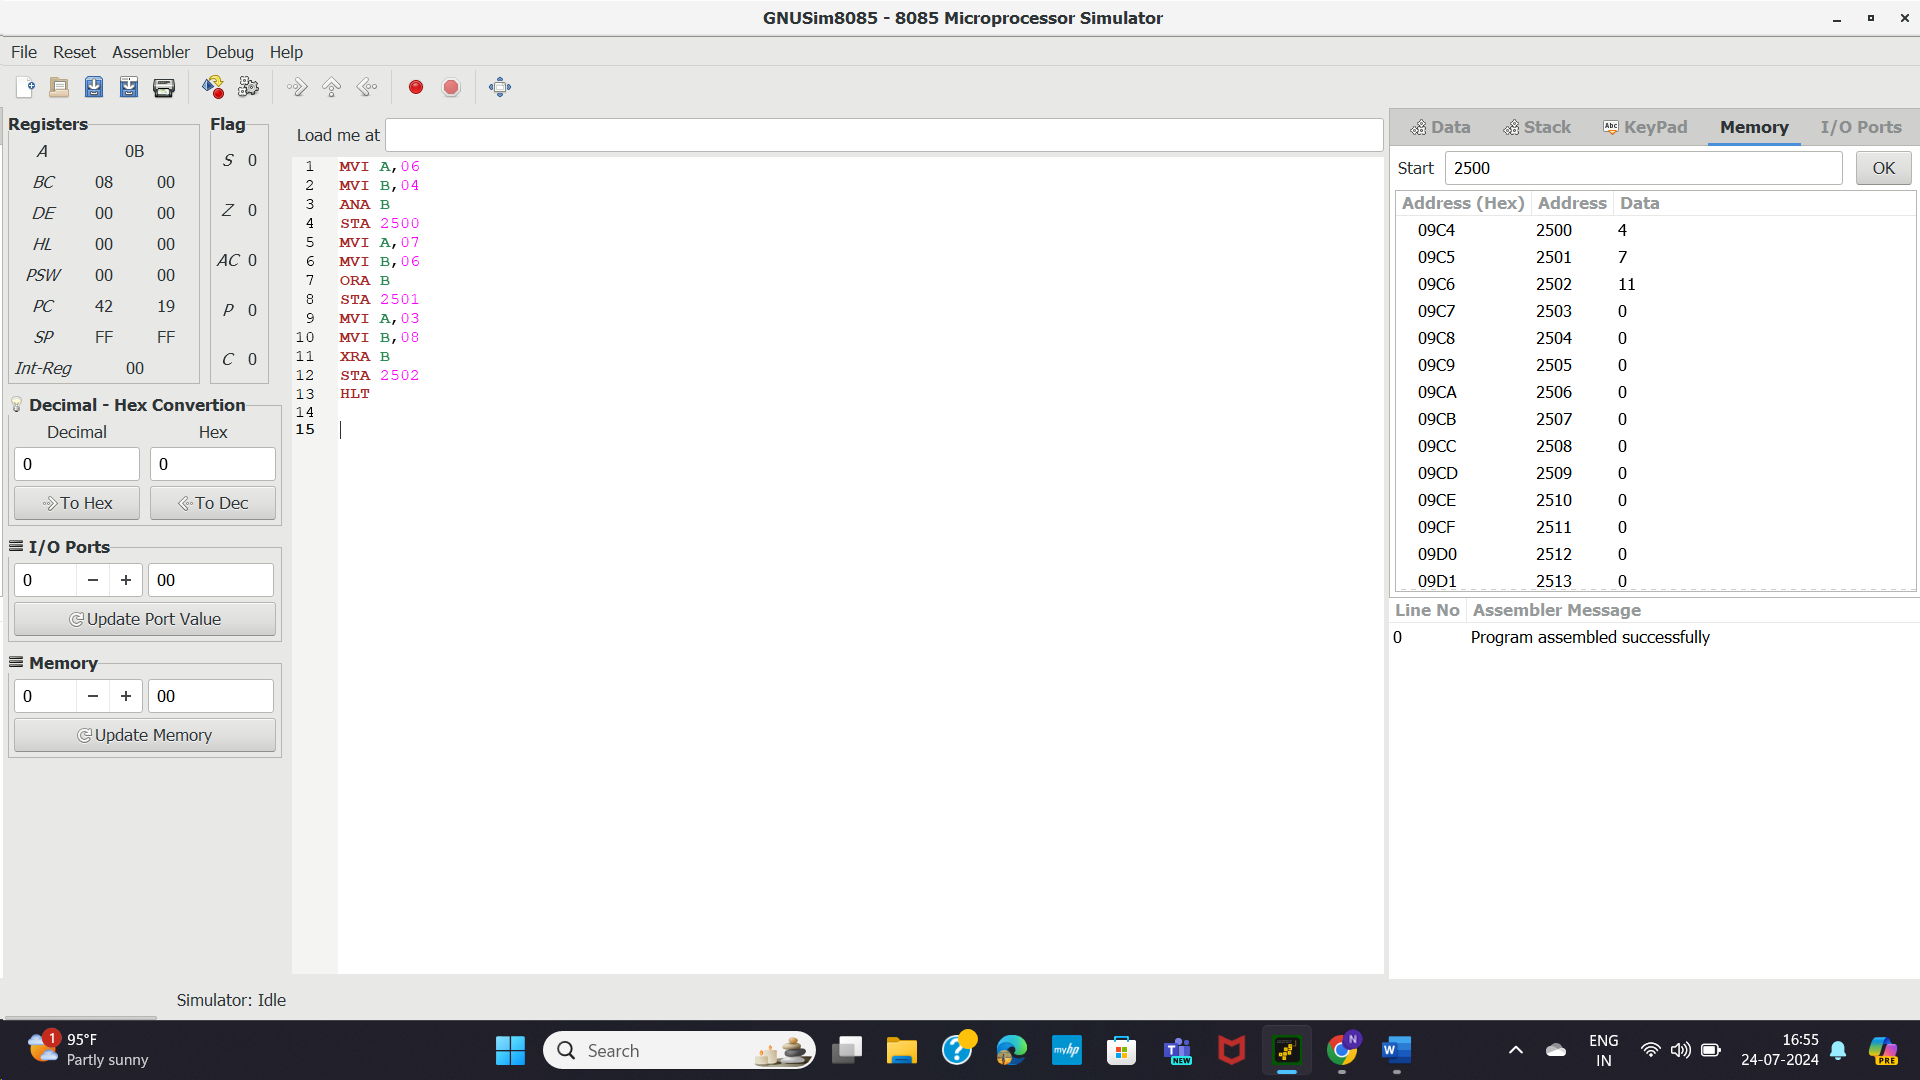 GNUSim8085 - 8085 Microprocessor Simulator
File Reset Assembler Debug Help
Registers
A 0B
BC 08 00
DE 00 00
HL 00 00
PSW 00 00
PC 42 19
SP FF FF
Int-Reg 00
Flag
S 0
Z 0
AC 0
P 0
C 0
Decimal - Hex Convertion
Decimal Hex
0 0
To Hex To Dec
I/O Ports
0 − + 00
Update Port Value
Memory
0 − + 00
Update Memory
Load me at
1 MVI A,06
2 MVI B,04
3 ANA B
4 STA 2500
5 MVI A,07
6 MVI B,06
7 ORA B
8 STA 2501
9 MVI A,03
10 MVI B,08
11 XRA B
12 STA 2502
13 HLT
14
15
Data Stack Abc KeyPad Memory I/O Ports
Start 2500 OK
Address (Hex) Address Data
09C4 2500 4
09C5 2501 7
09C6 2502 11
09C7 2503 0
09C8 2504 0
09C9 2505 0
09CA 2506 0
09CB 2507 0
09CC 2508 0
09CD 2509 0
09CE 2510 0
09CF 2511 0
09D0 2512 0
09D1 2513 0
Line No Assembler Message
0 Program assembled successfully
Simulator: Idle
1 95°F
Partly sunny
Search
myhp
T NEW
N
W
ENG
IN
16:55
24-07-2024
PRE